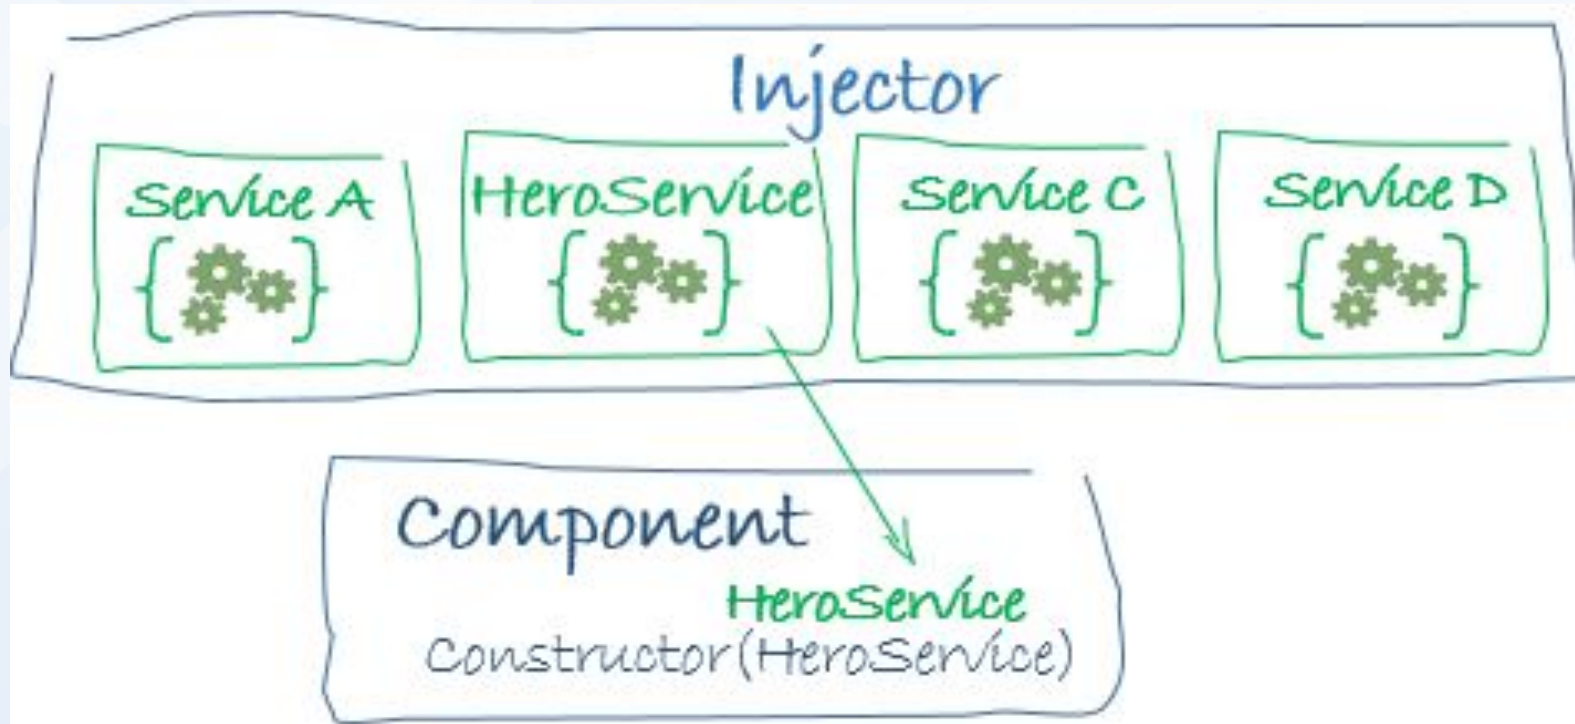 Injector
Service A
HeroService
Service C
Service D
Component
HeroService
Constructor(HeroService)